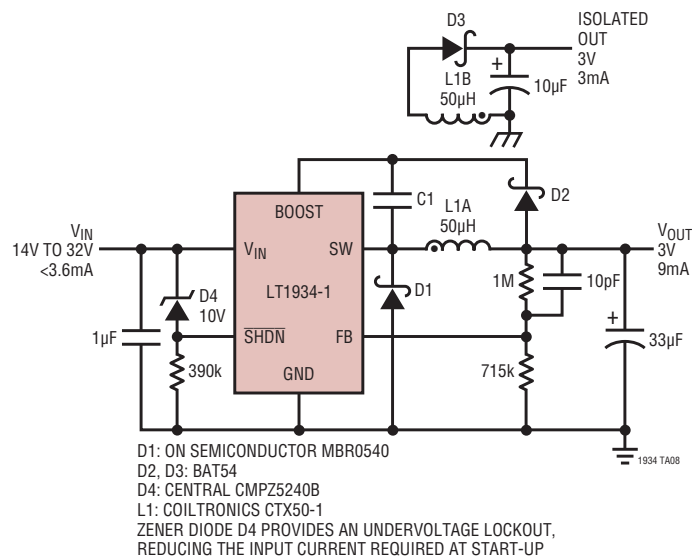 D3
ISOLATED
OUT
3V
3mA
+
L1B
50µH
10µF
BOOST
C1
L1A
50µH
D2
VIN
14V TO 32V
<3.6mA
VIN
SW
VOUT
3V
9mA
LT1934-1
D1
1M
10pF
D4
10V
+
1µF
SHDN
FB
33µF
390k
715k
GND
1934 TA08
D1: ON SEMICONDUCTOR MBR0540
D2, D3: BAT54
D4: CENTRAL CMPZ5240B
L1: COILTRONICS CTX50-1
ZENER DIODE D4 PROVIDES AN UNDERVOLTAGE LOCKOUT,
REDUCING THE INPUT CURRENT REQUIRED AT START-UP